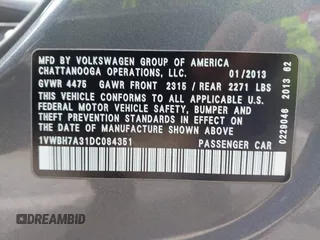 MFD BY VOLKSWAGEN GROUP OF AMERICA
CHATTANOOGA OPERATIONS, LLC. 01/2013
GVWR 4475 GAWR FRONT 2315 / REAR 2271 LBS
THIS VEHICLE CONFORMS TO ALL APPLICABLE U.S.
FEDERAL MOTOR VEHICLE SAFETY, BUMPER AND
THEFT PREVENTION STANDARDS IN EFFECT ON
THE DATE OF MANUFACTURE SHOWN ABOVE
1VWBH7A31DC084351 PASSENGER CAR
0229046 2013 62
DREAMBID